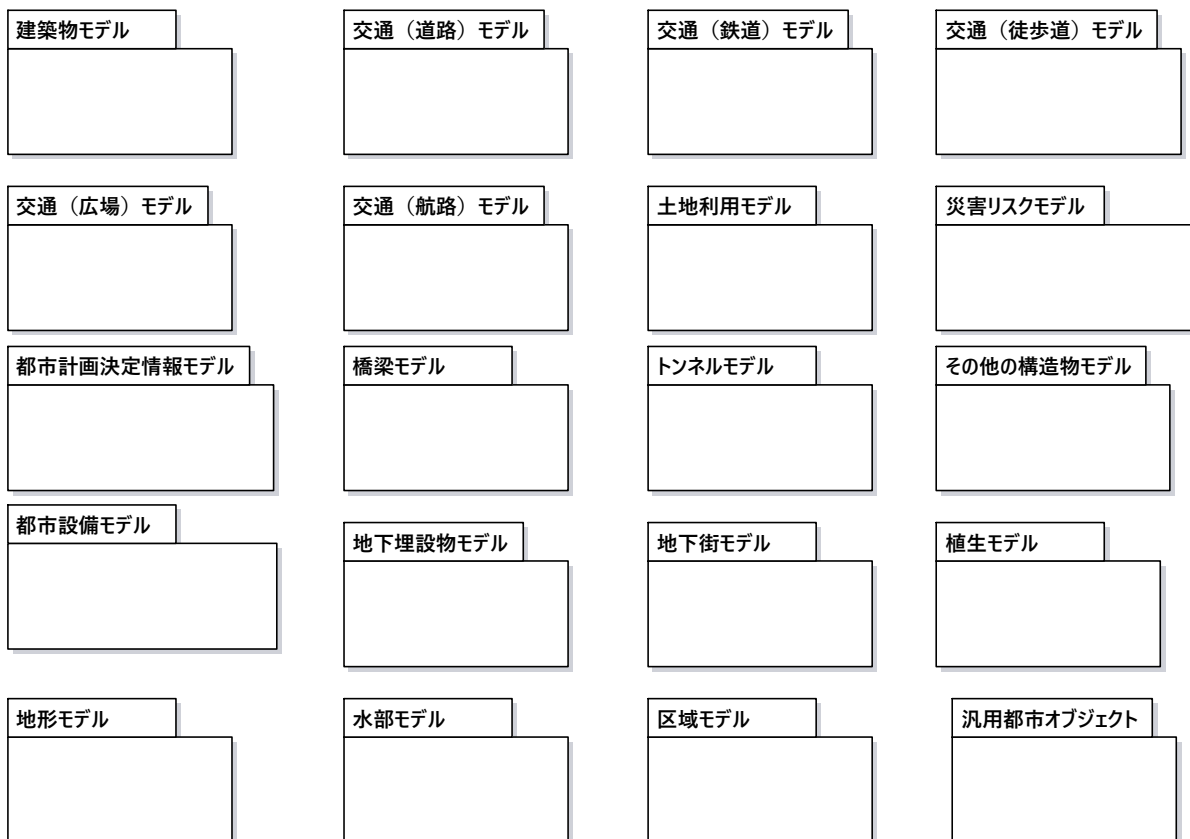 建築物モデル
交通（道路）モデル
交通（鉄道）モデル
交通（徒歩道）モデル
交通（広場）モデル
交通（航路）モデル
土地利用モデル
災害リスクモデル
都市計画決定情報モデル
橋梁モデル
トンネルモデル
その他の構造物モデル
都市設備モデル
地下埋設物モデル
地下街モデル
植生モデル
地形モデル
水部モデル
区域モデル
汎用都市オブジェクト